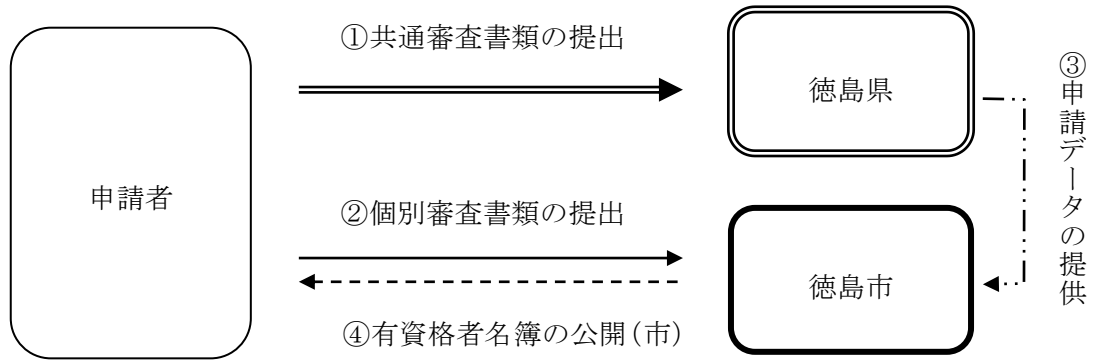 ①共通審査書類の提出
徳島県
③申請データの提供
申請者
②個別審査書類の提出
徳島市
④有資格者名簿の公開(市)